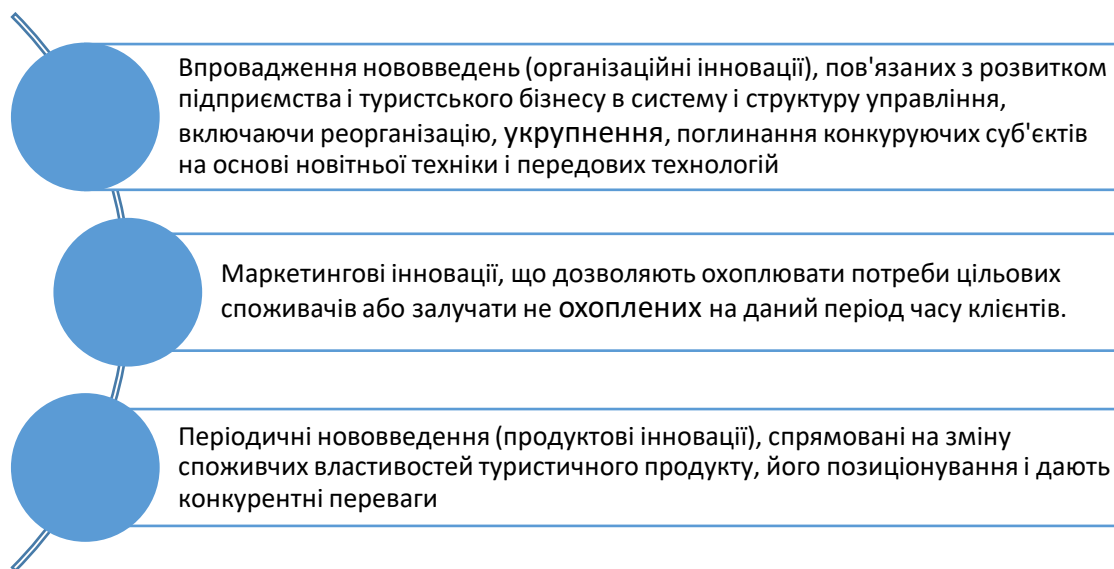 Впровадження нововведень (організаційні інновації), пов'язаних з розвитком
підприємства і туристського бізнесу в систему і структуру управління,
включаючи реорганізацію, укрупнення, поглинання конкуруючих суб'єктів
на основі новітньої техніки і передових технологій
Маркетингові інновації, що дозволяють охоплювати потреби цільових
споживачів або залучати не охоплених на даний період часу клієнтів.
Періодичні нововведення (продуктові інновації), спрямовані на зміну
споживчих властивостей туристичного продукту, його позиціонування і дають
конкурентні переваги